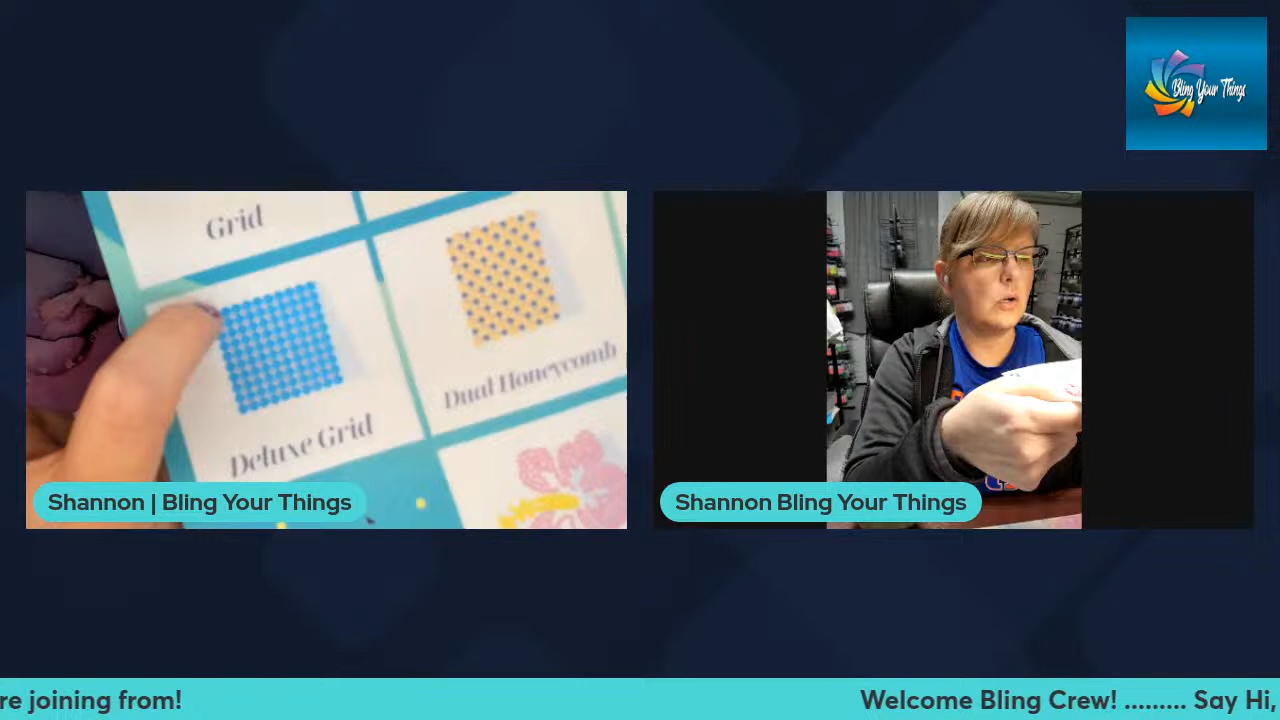 Bling Your Things
Grid
Dual Honeycomb
Deluxe Grid
Shannon | Bling Your Things
Shannon Bling Your Things
re joining from!
Welcome Bling Crew! ......... Say Hi,